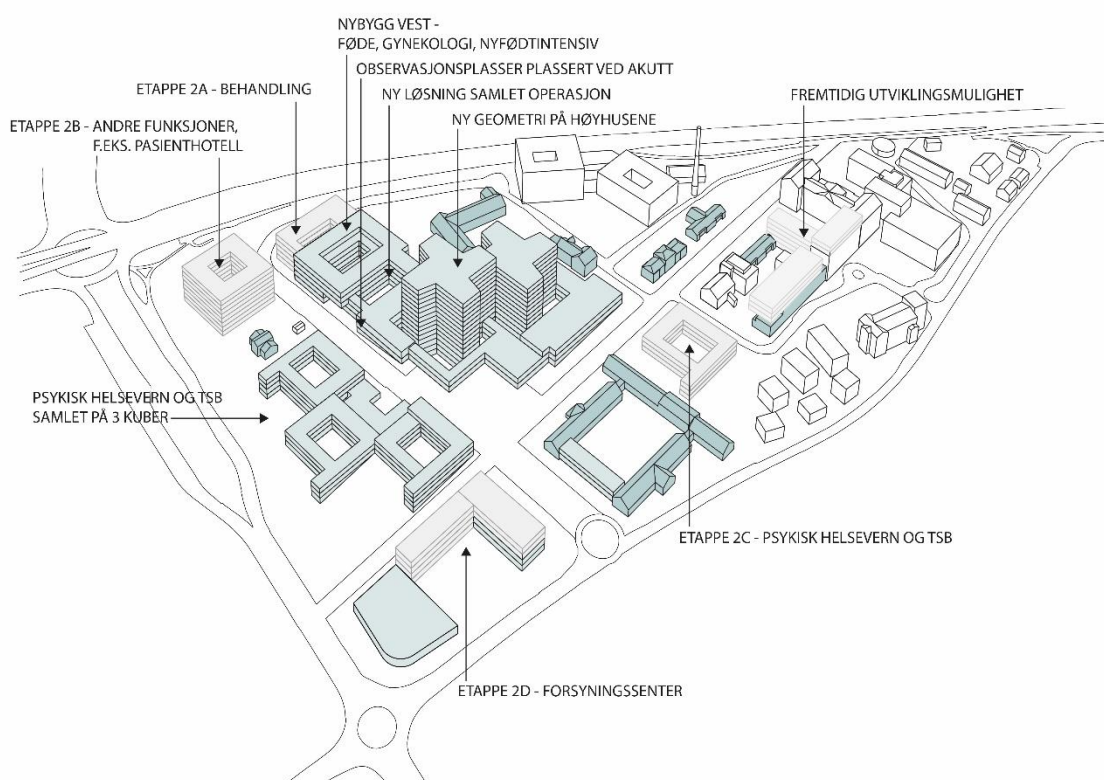 NYBYGG VEST -
FØDE, GYNEKOLOGI, NYFØDTINTENSIV
OBSERVASJONSPLASSER PLASSERT VED AKUTT
ETAPPE 2A - BEHANDLING
NY LØSNING SAMLET OPERASJON
FREMTIDIG UTVIKLINGSMULIGHET
NY GEOMETRI PÅ HØYHUSENE
ETAPPE 2B - ANDRE FUNKSJONER,
F.EKS. PASIENTHOTELL
PSYKISK HELSEVERN OG TSB
SAMLET PÅ 3 KUBER
ETAPPE 2C - PSYKISK HELSEVERN OG TSB
ETAPPE 2D - FORSYNINGSSENTER